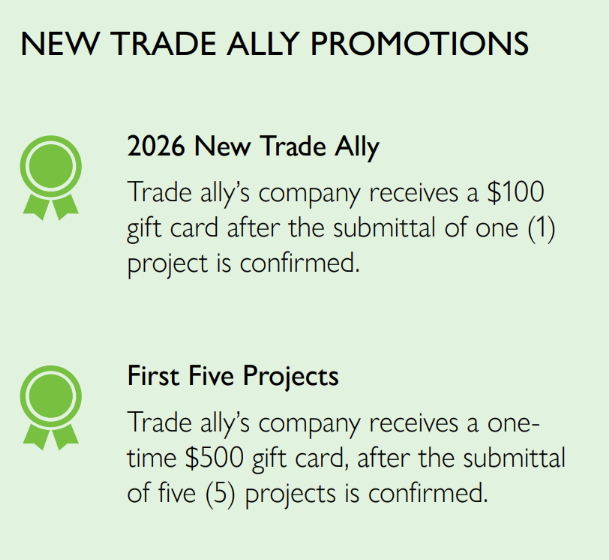 NEW TRADE ALLY PROMOTIONS
2026 New Trade Ally
Trade ally’s company receives a $100
gift card after the submittal of one (1)
project is confirmed.
First Five Projects
Trade ally’s company receives a one-
time $500 gift card, after the submittal
of five (5) projects is confirmed.